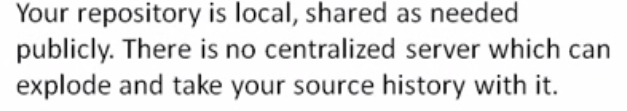 Your repository is local, shared as needed
publicly. There is no centralized server which can
explode and take your source history with it.